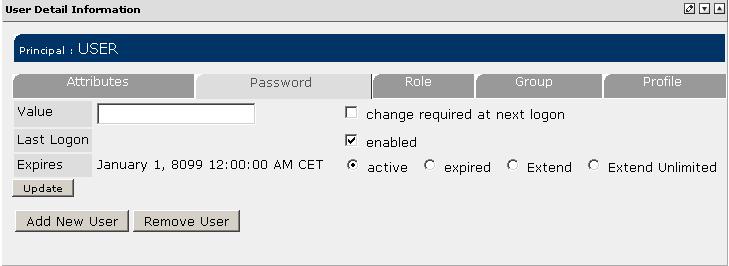 User Detail Information
Principal : USER
Attributes Password Role Group Profile
Value change required at next logon
Last Logon enabled
Expires January 1, 8099 12:00:00 AM CET active expired Extend Extend Unlimited
Update
Add New User Remove User